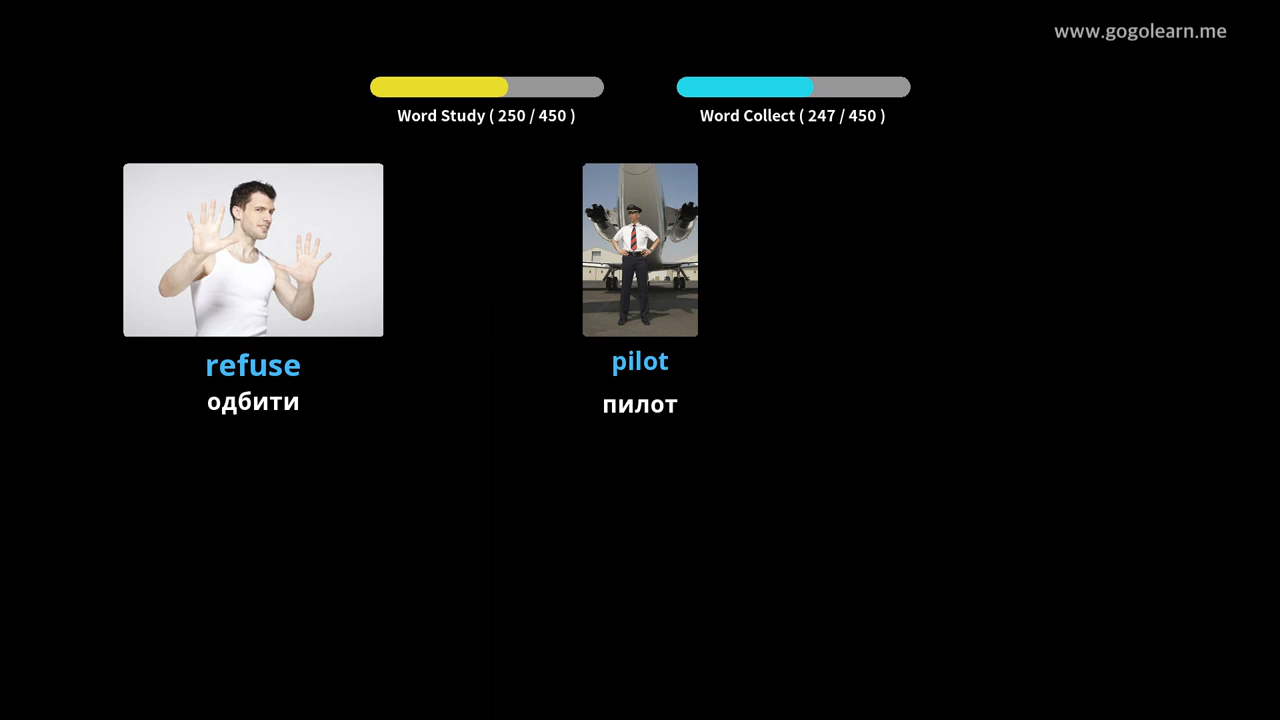 www.gogolearn.me
Word Study ( 250 / 450 )
Word Collect ( 247 / 450 )
refuse
одбити
pilot
пилот